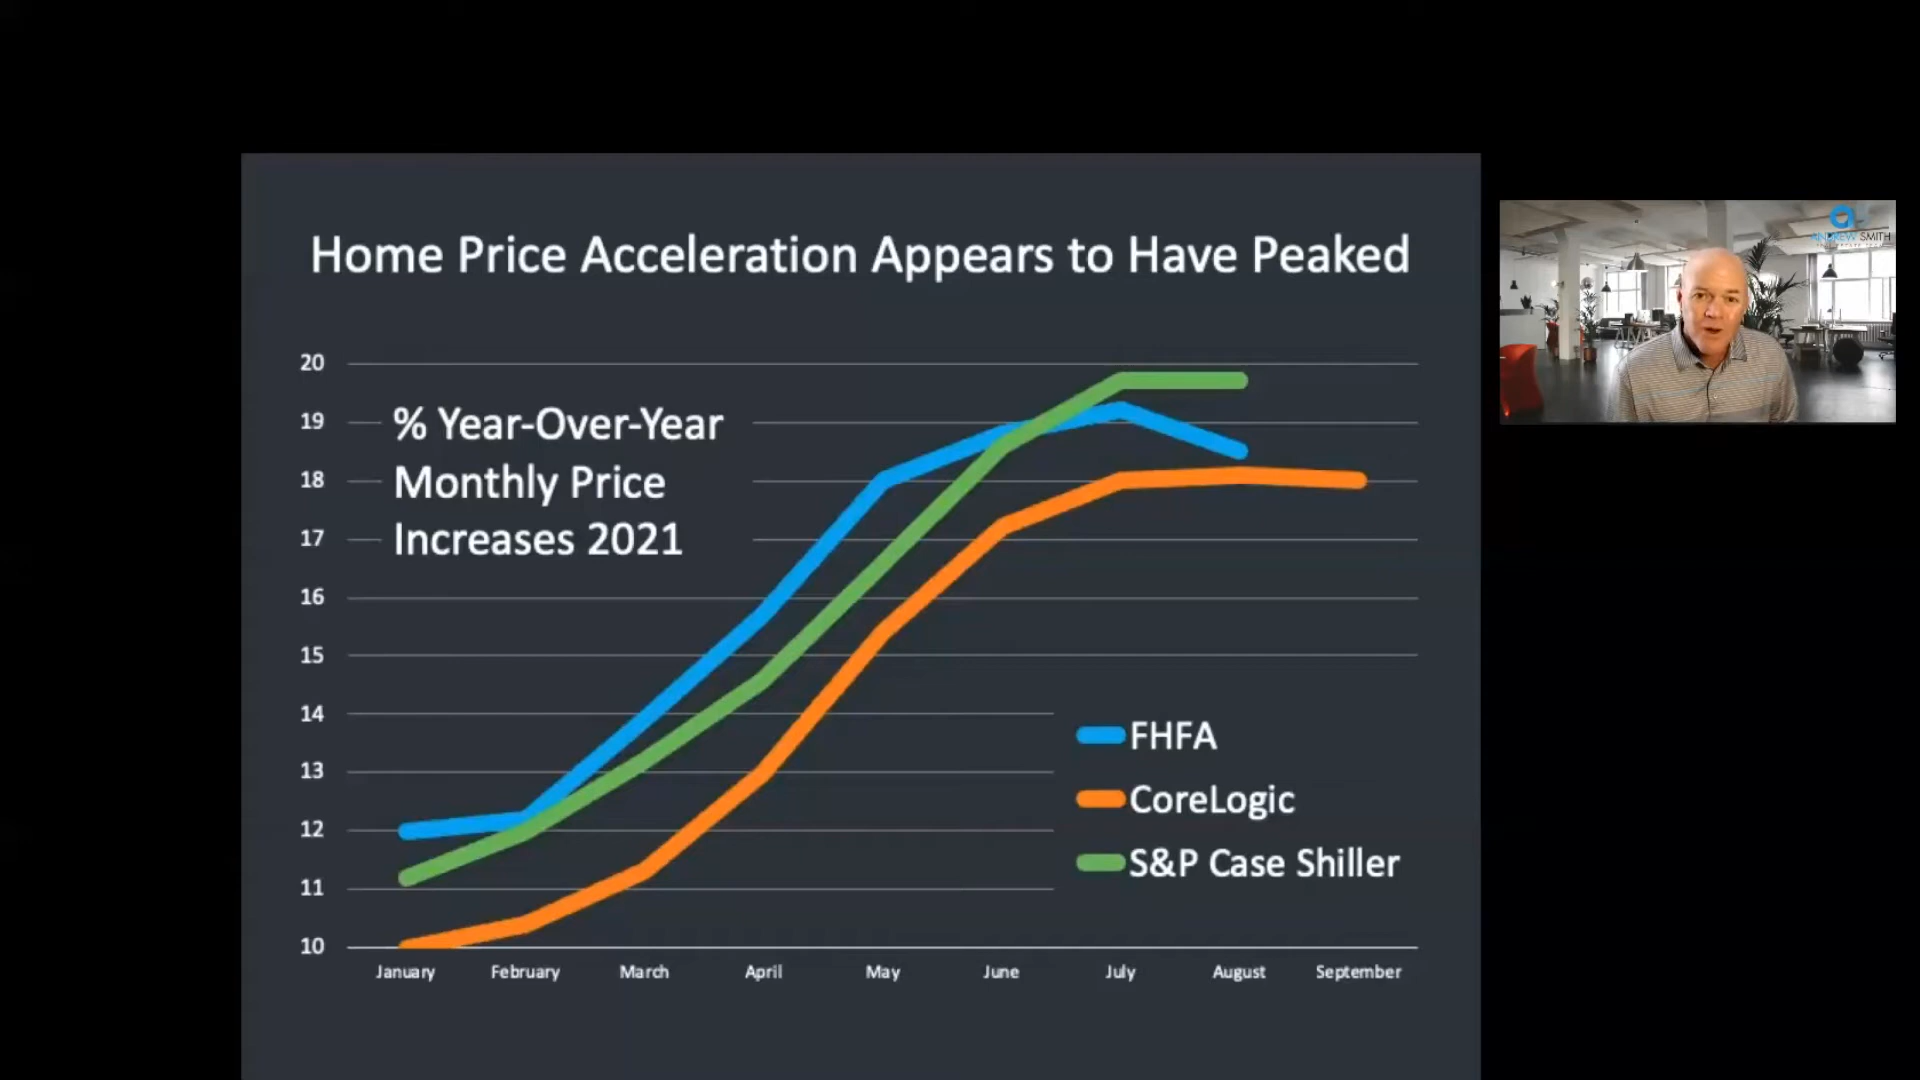 Home Price Acceleration Appears to Have Peaked
20
19
18
17
16
15
14
13
12
11
10
% Year-Over-Year
Monthly Price
Increases 2021
FHFA
CoreLogic
S&P Case Shiller
January February March April May June July August September
ANDREW SMITH